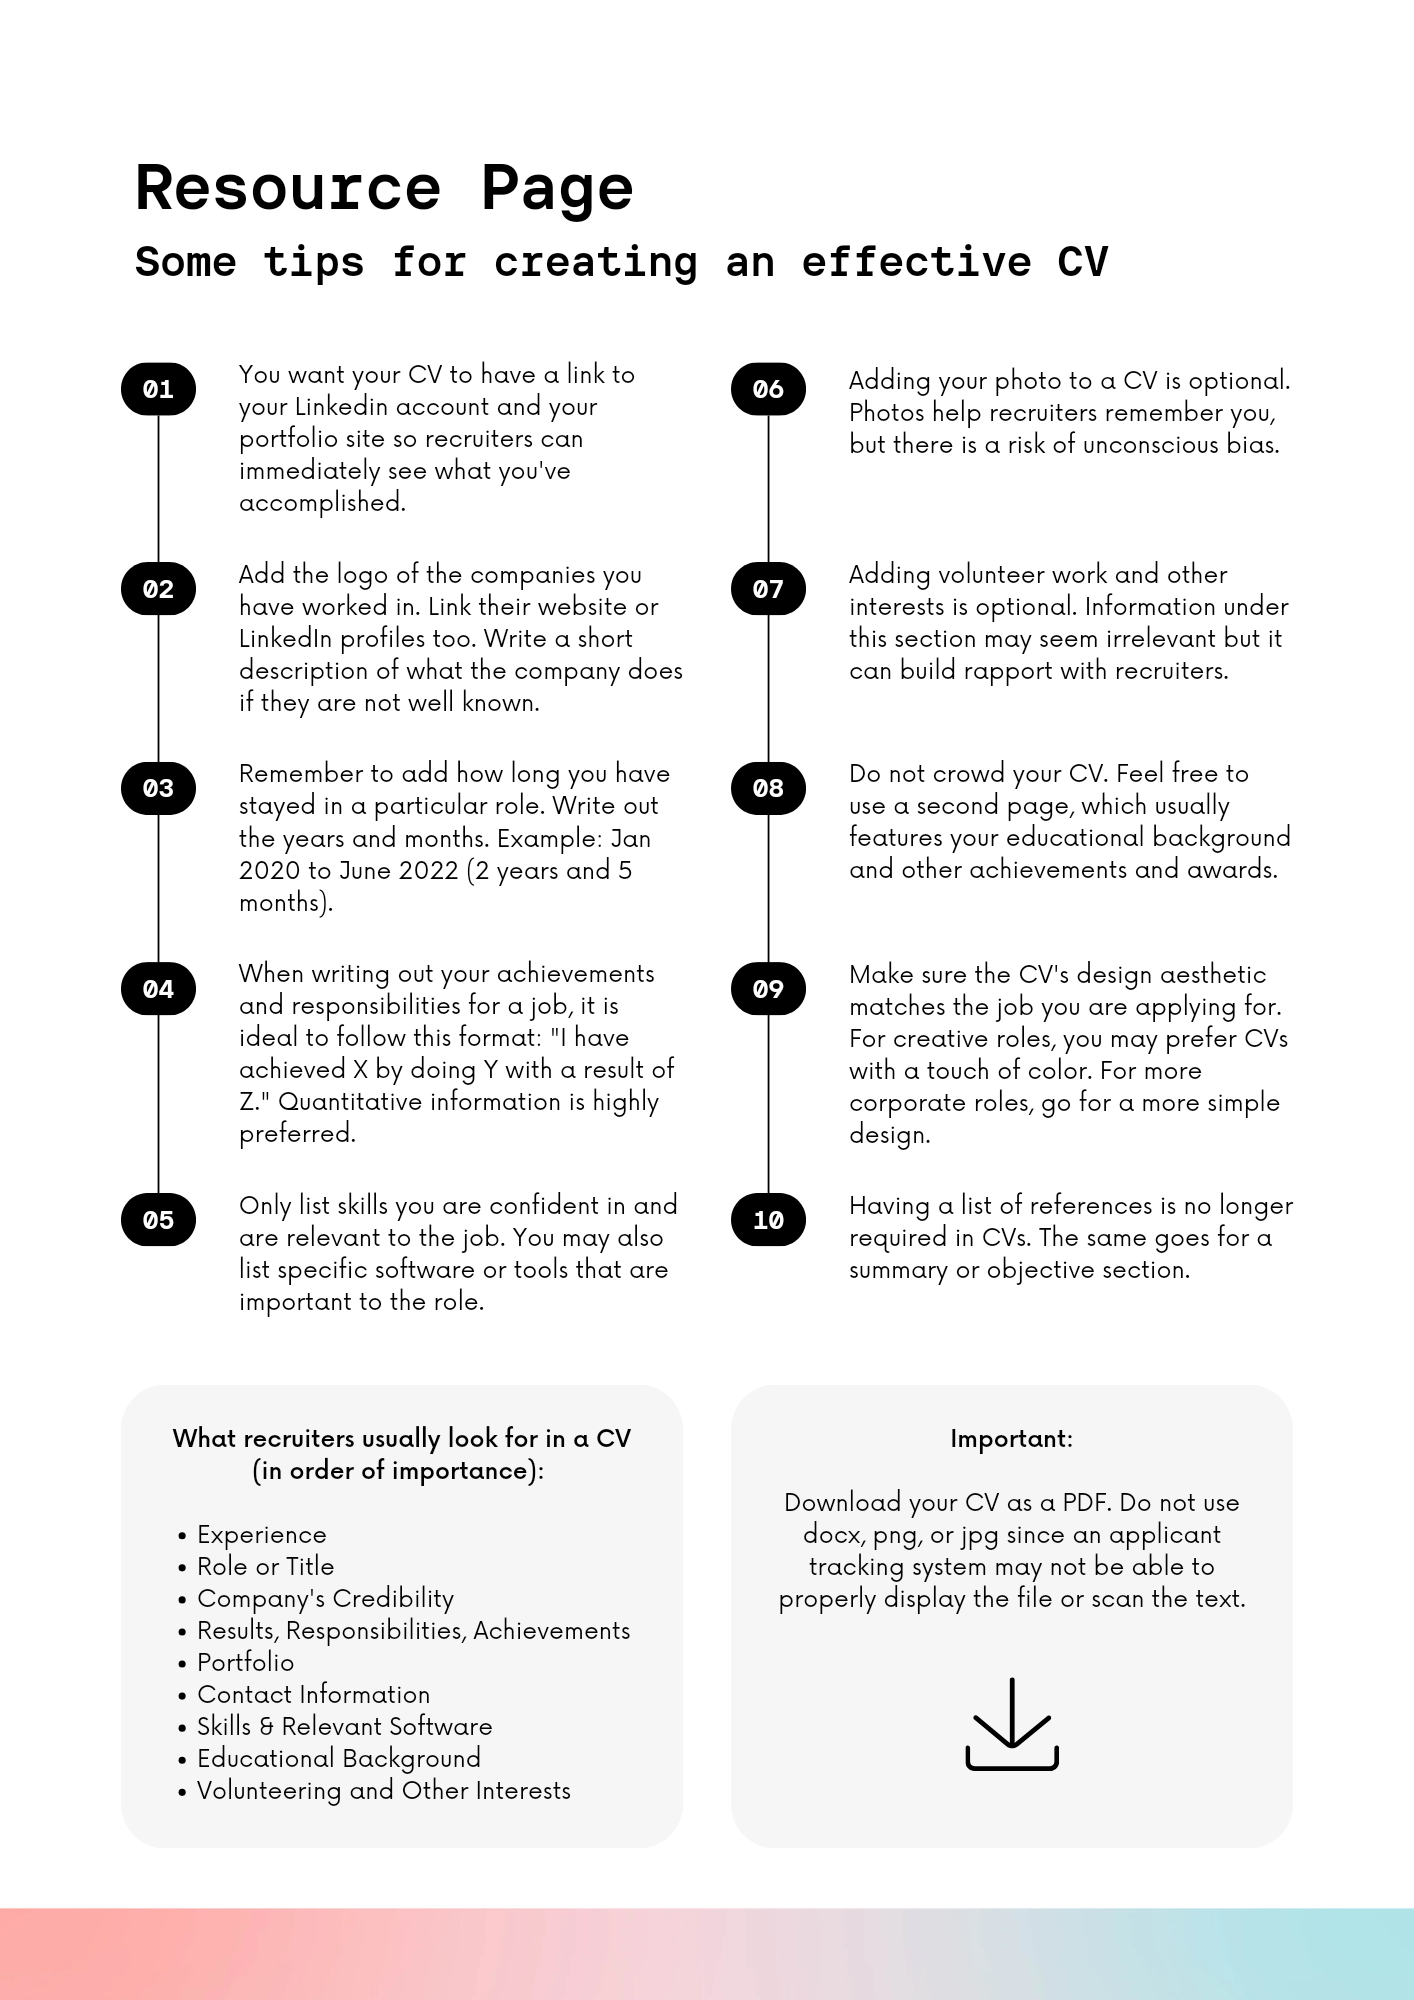 Resource Page
Some tips for creating an effective CV
01
You want your CV to have a link to
your Linkedin account and your
portfolio site so recruiters can
immediately see what you've
accomplished.
02
Add the logo of the companies you
have worked in. Link their website or
LinkedIn profiles too. Write a short
description of what the company does
if they are not well known.
03
Remember to add how long you have
stayed in a particular role. Write out
the years and months. Example: Jan
2020 to June 2022 (2 years and 5
months).
04
When writing out your achievements
and responsibilities for a job, it is
ideal to follow this format: "I have
achieved X by doing Y with a result of
Z." Quantitative information is highly
preferred.
05
Only list skills you are confident in and
are relevant to the job. You may also
list specific software or tools that are
important to the role.
06
Adding your photo to a CV is optional.
Photos help recruiters remember you,
but there is a risk of unconscious bias.
07
Adding volunteer work and other
interests is optional. Information under
this section may seem irrelevant but it
can build rapport with recruiters.
08
Do not crowd your CV. Feel free to
use a second page, which usually
features your educational background
and other achievements and awards.
09
Make sure the CV's design aesthetic
matches the job you are applying for.
For creative roles, you may prefer CVs
with a touch of color. For more
corporate roles, go for a more simple
design.
10
Having a list of references is no longer
required in CVs. The same goes for a
summary or objective section.
What recruiters usually look for in a CV
(in order of importance):
• Experience
• Role or Title
• Company's Credibility
• Results, Responsibilities, Achievements
• Portfolio
• Contact Information
• Skills & Relevant Software
• Educational Background
• Volunteering and Other Interests
Important:
Download your CV as a PDF. Do not use
docx, png, or jpg since an applicant
tracking system may not be able to
properly display the file or scan the text.